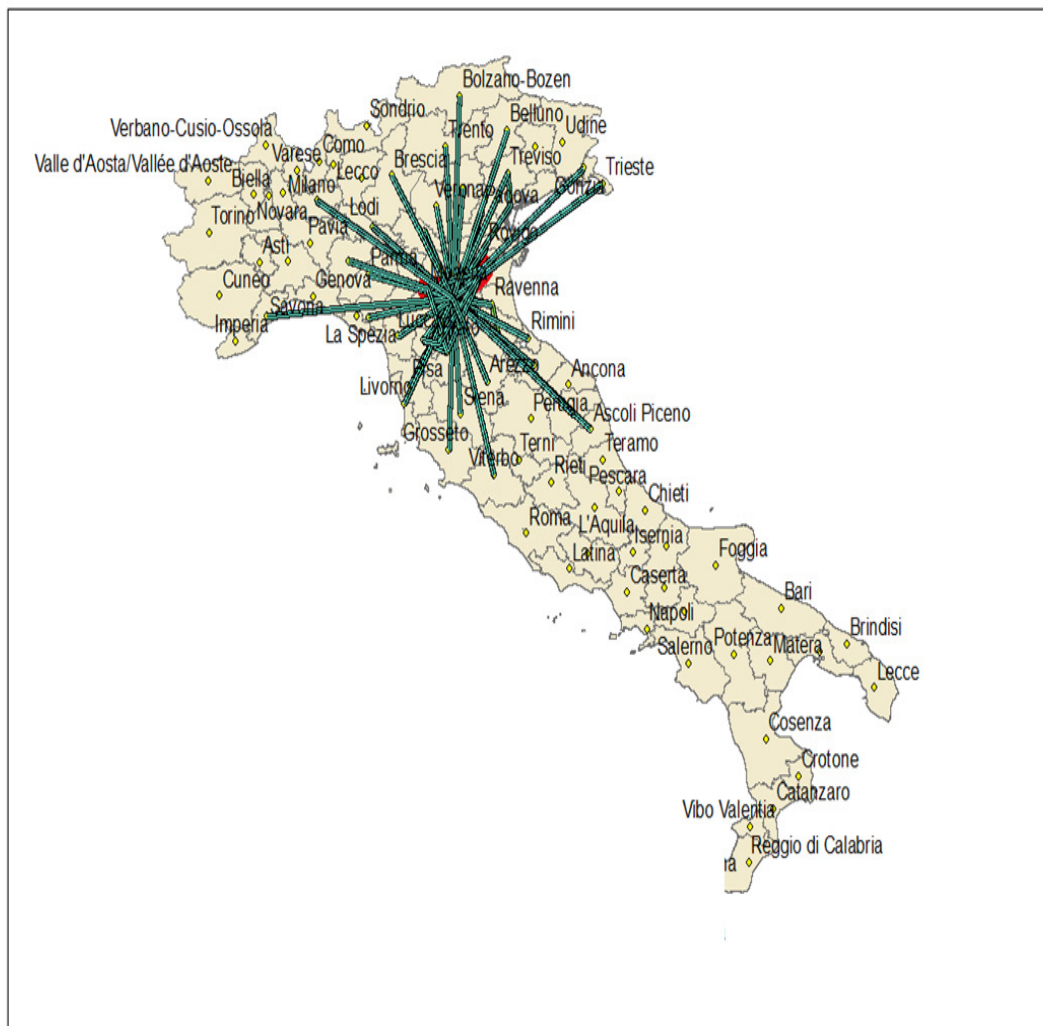 Bolzano-Bozen
Sondrio
Belluno
Verbano-Cusio-Ossola
Trento
Udine
Como
Varese
Brescia
Treviso
Valle d'Aosta/Vallée d'Aoste
Lecco
Trieste
Biella
Milano
Verona
Padova
Gorizia
Novara
Lodi
Torino
Pavia
Rovigo
Asti
Parma
Cuneo
Genova
Ravenna
Savona
Imperia
La Spezia
Lucca
Rimini
Pisa
Arezzo
Livorno
Ancona
Siena
Perugia
Ascoli Piceno
Grosseto
Terni
Teramo
Viterbo
Rieti
Pescara
Chieti
Roma
L'Aquila
Isernia
Latina
Foggia
Caserta
Bari
Napoli
Brindisi
Salerno
Potenza
Matera
Lecce
Cosenza
Crotone
Catanzaro
Vibo Valentia
Reggio di Calabria
na